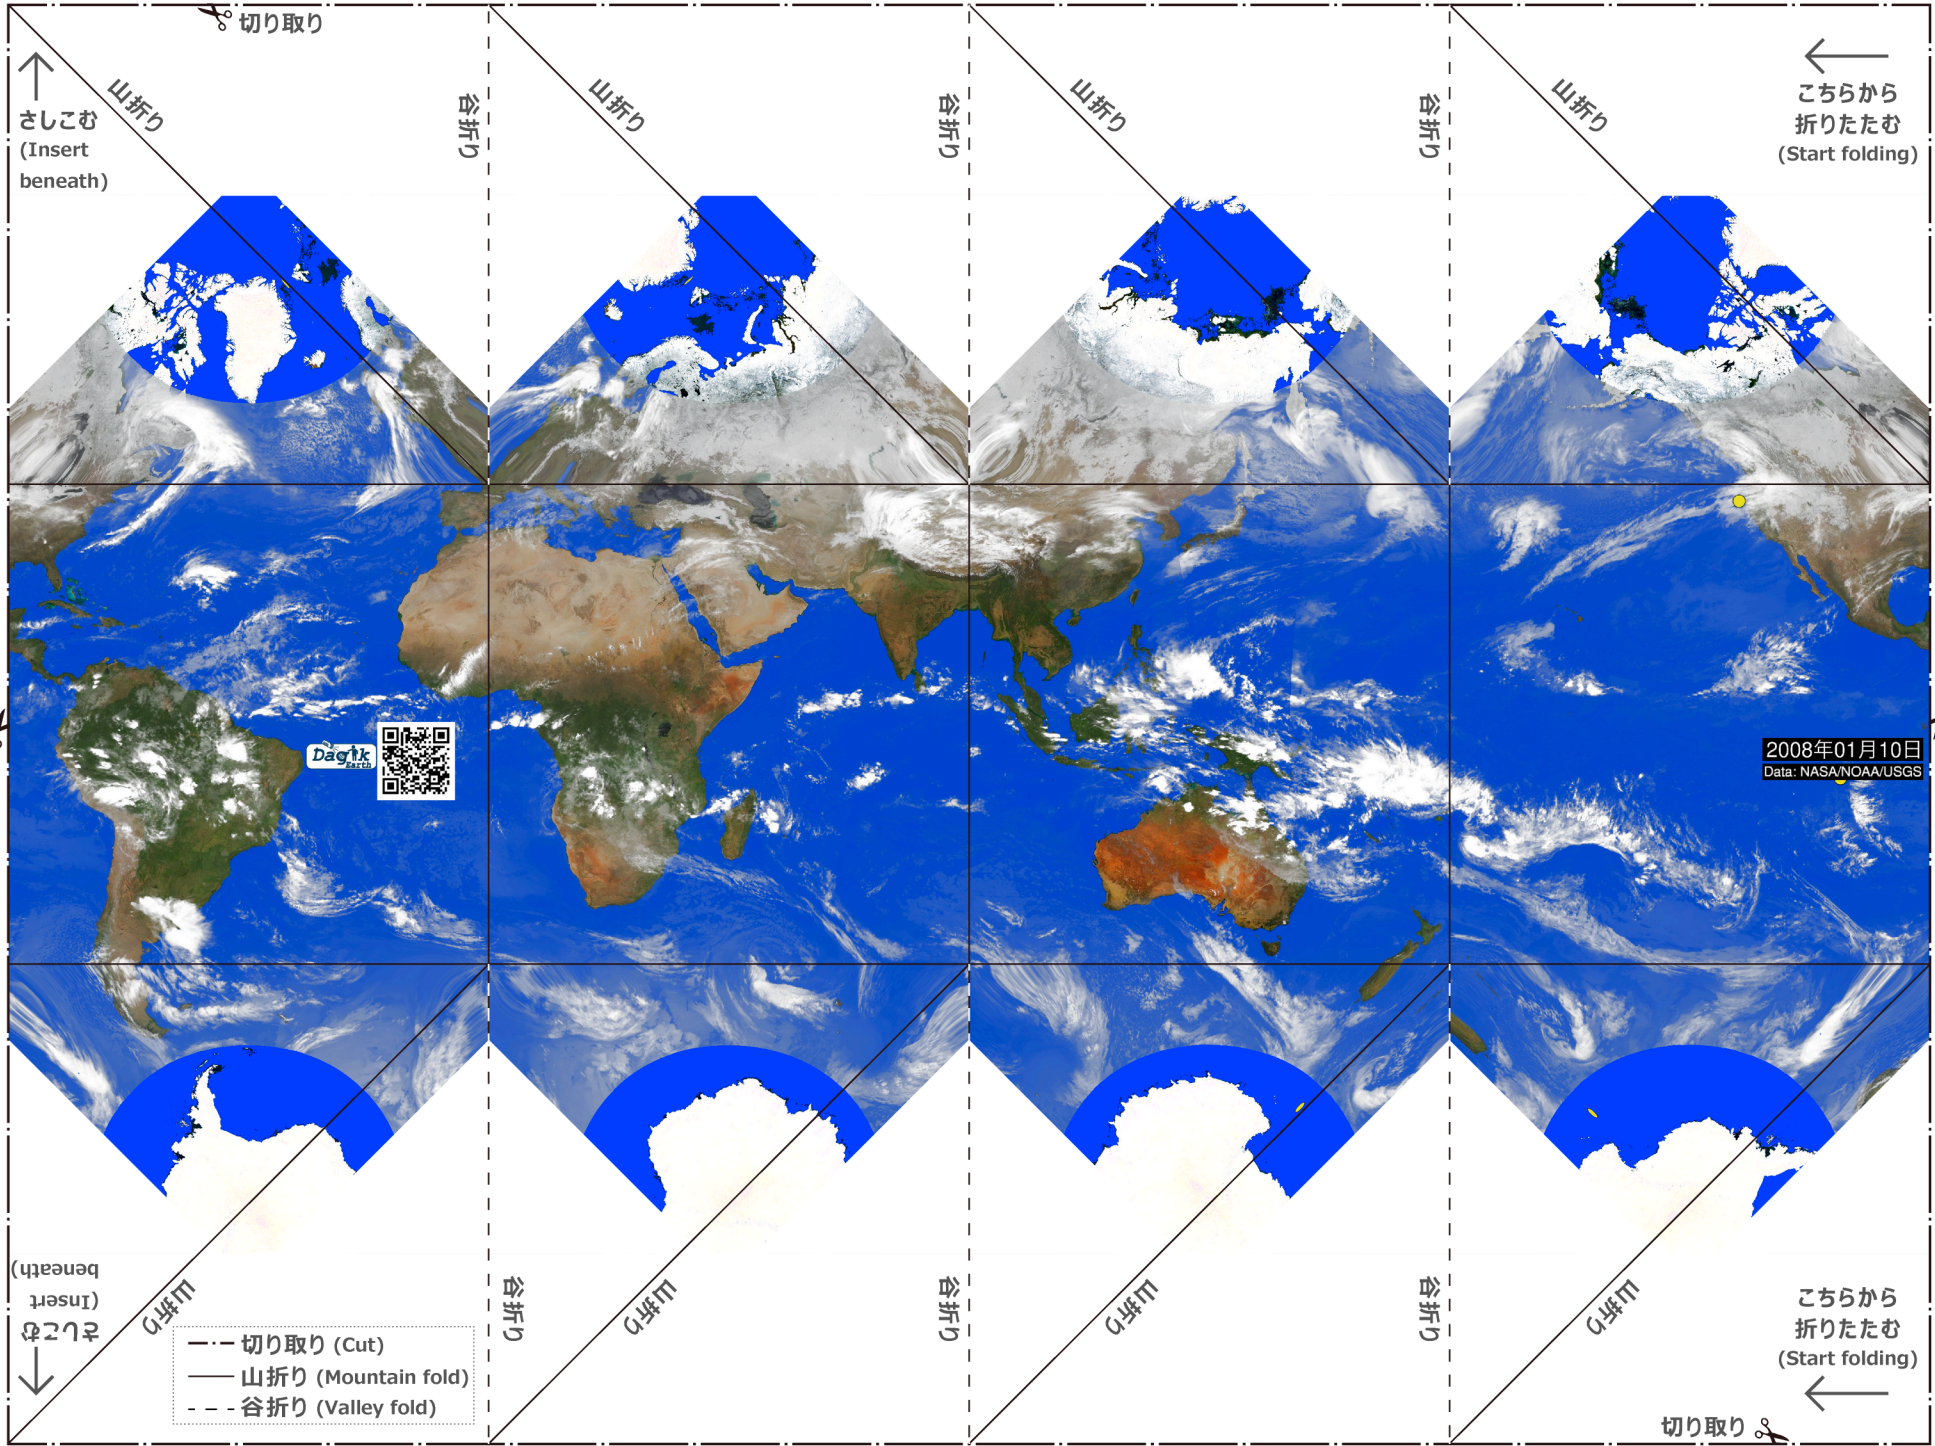 切り取り
さしこむ
(Insert
beneath)
山折り
谷折り
山折り
谷折り
山折り
谷折り
山折り
こちらから
折りたたむ
(Start folding)
Dagik
Earth
2008年01月10日
Data: NASA/NOAA/USGS
さしこむ
(Insert
beneath)
山折り
谷折り
山折り
谷折り
山折り
谷折り
山折り
こちらから
折りたたむ
(Start folding)
切り取り (Cut)
山折り (Mountain fold)
谷折り (Valley fold)
切り取り